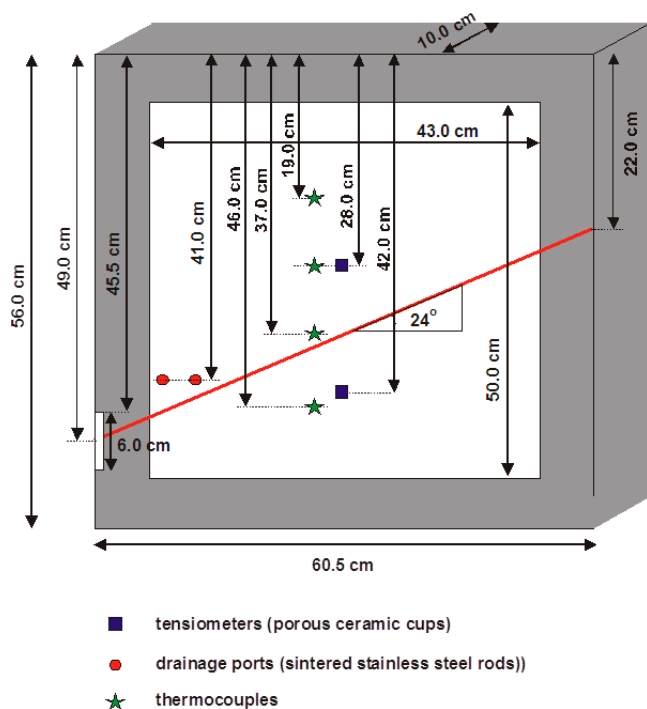 10.0 cm
43.0 cm
19.0 cm
28.0 cm
22.0 cm
46.0 cm
37.0 cm
41.0 cm
42.0 cm
49.0 cm
45.5 cm
56.0 cm
24°
50.0 cm
6.0 cm
60.5 cm
tensiometers (porous ceramic cups)
drainage ports (sintered stainless steel rods))
thermocouples